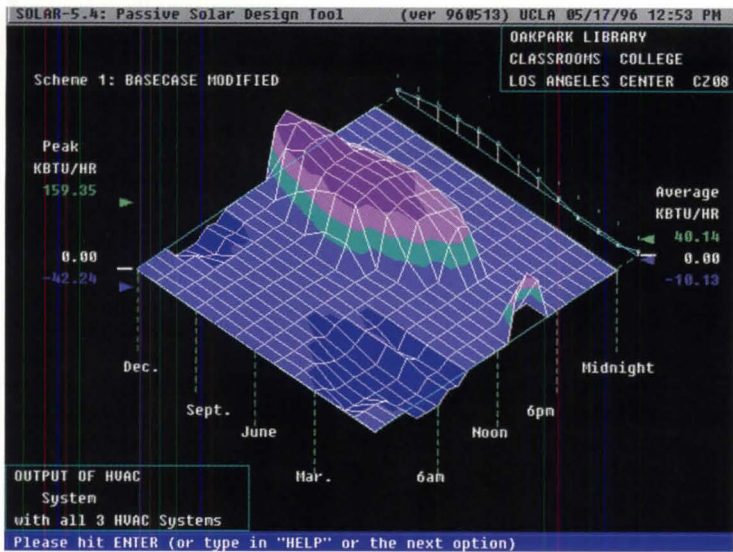 SOLAR-5.4: Passive Solar Design Tool (ver 960513) UCLA 05/17/96 12:53 PM
OAKPARK LIBRARY
CLASSROOMS COLLEGE
LOS ANGELES CENTER CZ08
Scheme 1: BASECASE MODIFIED
Peak
KBTU/HR
159.35
0.00
-42.24
Average
KBTU/HR
40.14
0.00
-10.13
Dec.
Sept.
June
Mar.
6am
Noon
6pm
Midnight
OUTPUT OF HVAC
System
with all 3 HVAC Systems
Please hit ENTER (or type in "HELP" or the next option)